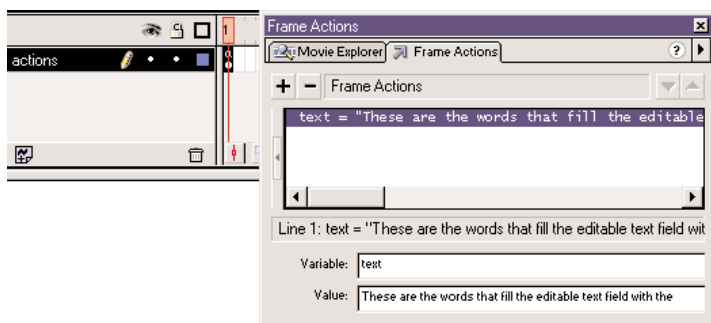 1
actions
Frame Actions
Movie Explorer Frame Actions ?
+ - Frame Actions
text = "These are the words that fill the editable
Line 1: text = "These are the words that fill the editable text field wit
Variable: text
Value: These are the words that fill the editable text field with the